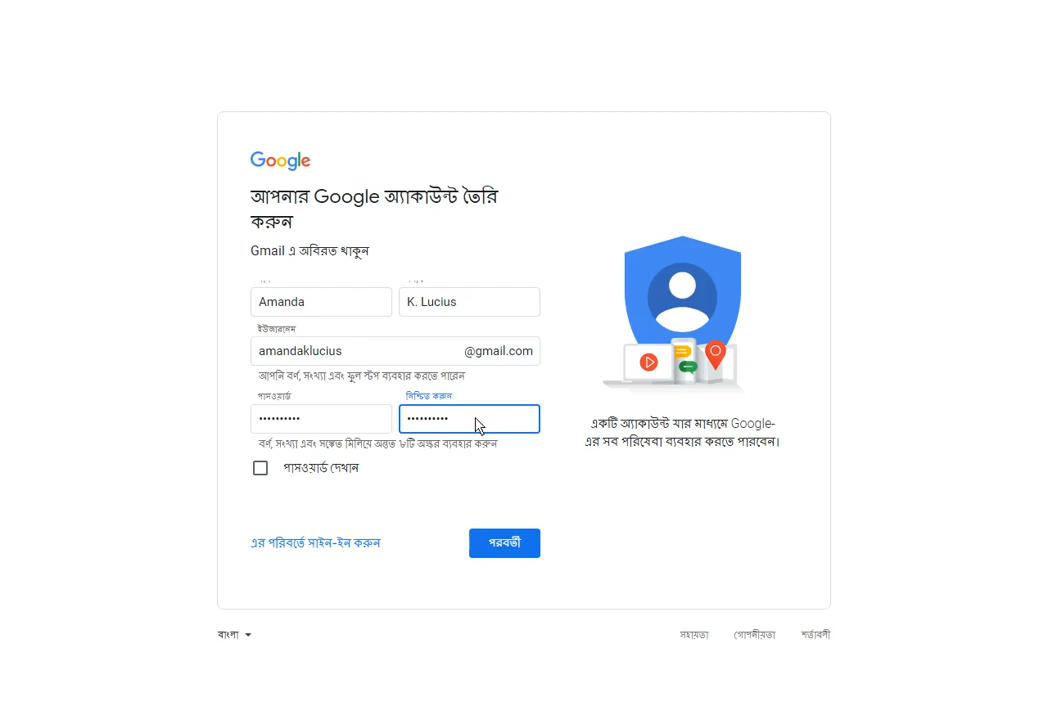 Google
আপনার Google অ্যাকাউন্ট তৈরি
করুন
Gmail এ অবিরত থাকুন
Amanda
K. Lucius
ইউজারনেম
amandaklucius @gmail.com
আপনি বর্ণ, সংখ্যা এবং ফুল স্টপ ব্যবহার করতে পারেন
পাসওয়ার্ড
নিশ্চিত করুন
••••••••••
••••••••••
বর্ণ, সংখ্যা এবং সঙ্কেত মিলিয়ে অন্তত ৮টি অক্ষর ব্যবহার করুন
পাসওয়ার্ড দেখান
এর পরিবর্তে সাইন-ইন করুন
পরবর্তী
একটি অ্যাকাউন্ট যার মাধ্যমে Google-
এর সব পরিষেবা ব্যবহার করতে পারবেন।
বাংলা
সহায়তা
গোপনীয়তা
শর্তাবলী